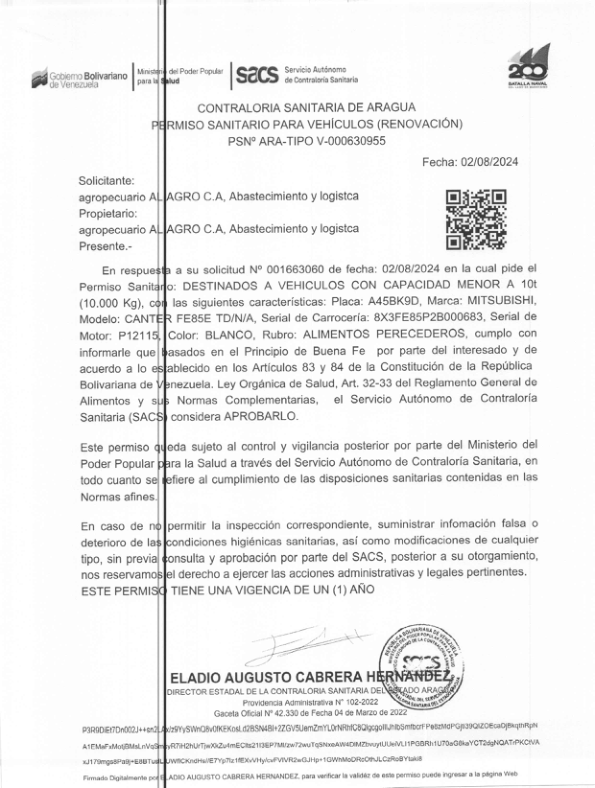 Gobierno Bolivariano de Venezuela
Ministerio del Poder Popular para la Salud
SACS Servicio Autónomo de Contraloría Sanitaria
200 BATALLA NAVAL
CONTRALORIA SANITARIA DE ARAGUA
PERMISO SANITARIO PARA VEHÍCULOS (RENOVACIÓN)
PSNº ARA-TIPO V-000630955
Fecha: 02/08/2024
Solicitante:
agropecuario AL AGRO C.A, Abastecimiento y logistca
Propietario:
agropecuario AL AGRO C.A, Abastecimiento y logistca
Presente.-
En respuesta a su solicitud Nº 001663060 de fecha: 02/08/2024 en la cual pide el
Permiso Sanitario: DESTINADOS A VEHICULOS CON CAPACIDAD MENOR A 10t
(10.000 Kg), con las siguientes características: Placa: A45BK9D, Marca: MITSUBISHI,
Modelo: CANTER FE85E TD/N/A, Serial de Carrocería: 8X3FE85P2B000683, Serial de
Motor: P12115, Color: BLANCO, Rubro: ALIMENTOS PERECEDEROS, cumplo con
informarle que basados en el Principio de Buena Fe por parte del interesado y de
acuerdo a lo establecido en los Artículos 83 y 84 de la Constitución de la República
Bolivariana de Venezuela. Ley Orgánica de Salud, Art. 32-33 del Reglamento General de
Alimentos y sus Normas Complementarias, el Servicio Autónomo de Contraloría
Sanitaria (SACS) considera APROBARLO.
Este permiso queda sujeto al control y vigilancia posterior por parte del Ministerio del
Poder Popular para la Salud a través del Servicio Autónomo de Contraloría Sanitaria, en
todo cuanto se refiere al cumplimiento de las disposiciones sanitarias contenidas en las
Normas afines.
En caso de no permitir la inspección correspondiente, suministrar infomación falsa o
deterioro de las condiciones higiénicas sanitarias, así como modificaciones de cualquier
tipo, sin previa consulta y aprobación por parte del SACS, posterior a su otorgamiento,
nos reservamos el derecho a ejercer las acciones administrativas y legales pertinentes.
ESTE PERMISO TIENE UNA VIGENCIA DE UN (1) AÑO
ELADIO AUGUSTO CABRERA HERNANDEZ
DIRECTOR ESTADAL DE LA CONTRALORIA SANITARIA DEL ESTADO ARAGUA
Providencia Administrativa N° 102-2022
Gaceta Oficial Nº 42.330 de Fecha 04 de Marzo de 2022
Firmado Digitalmente por ELADIO AUGUSTO CABRERA HERNANDEZ, para verificar la validéz de este permiso puede ingresar a la página Web